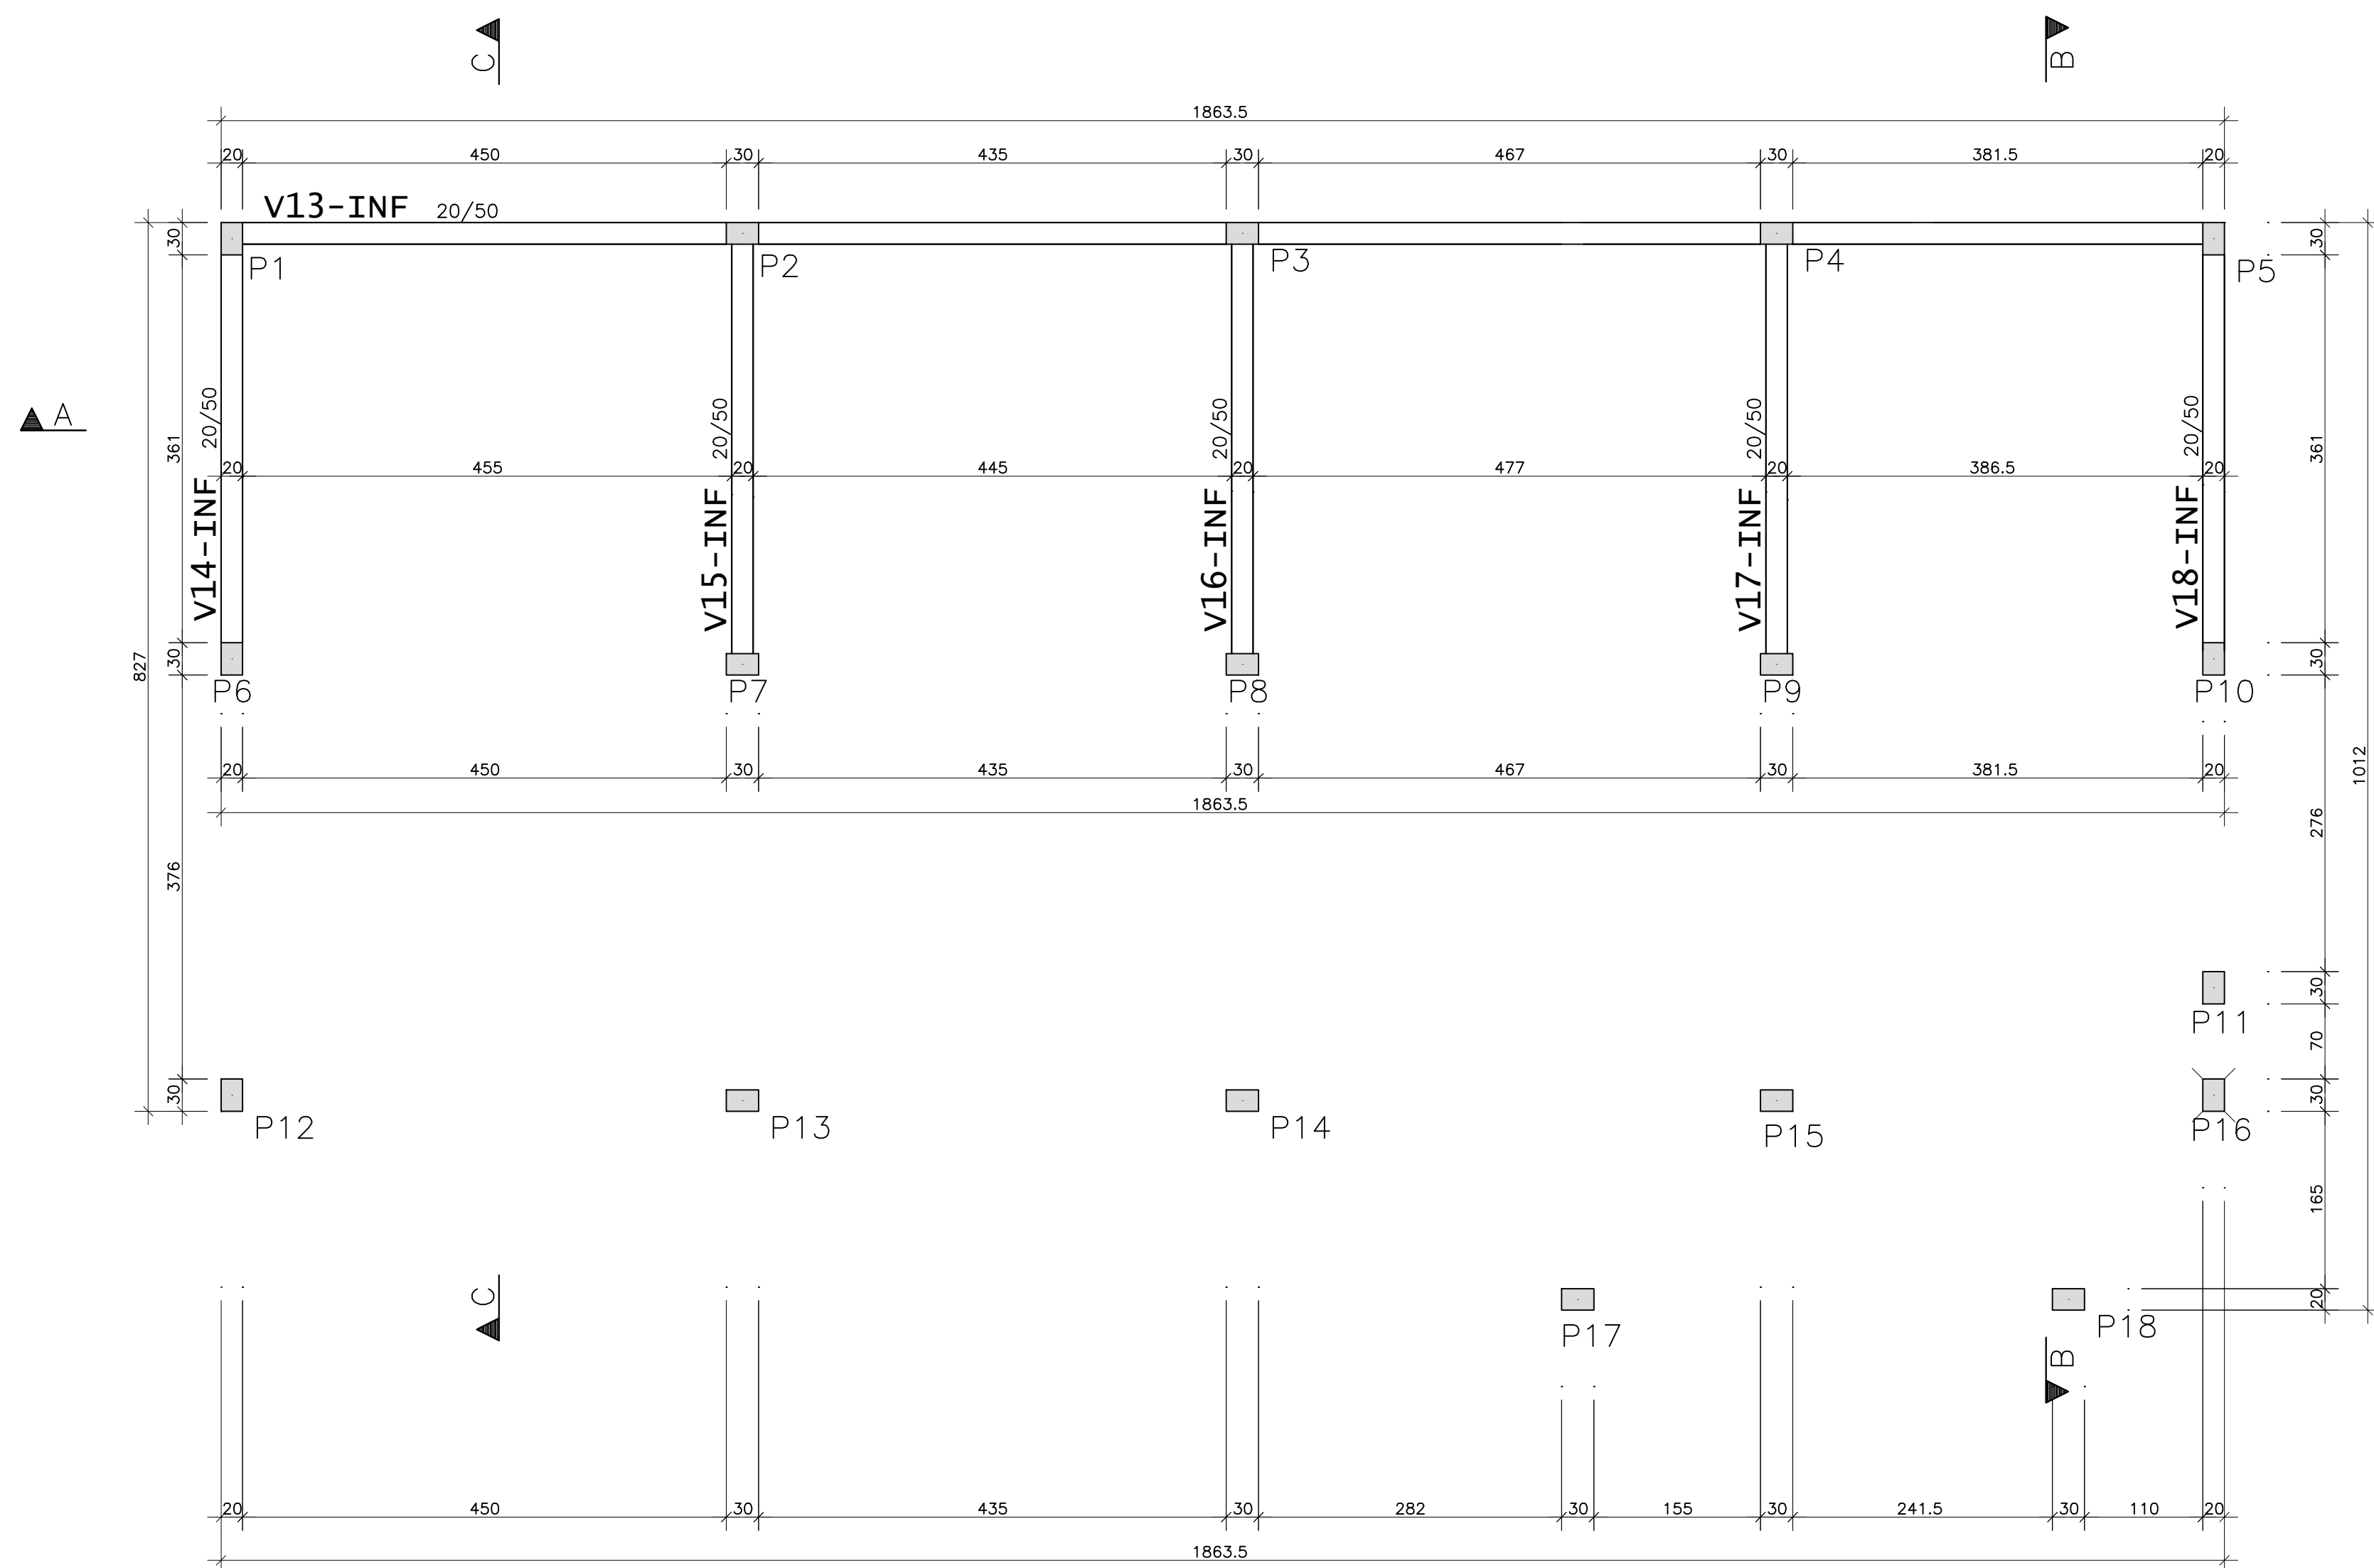 C
B
1863.5
20 450 30 435 30 467 30 381.5 20
V13-INF 20/50
30
30
P1
P2
P3
P4
P5
A
361
20/50
20/50
20/50
20/50
20/50
361
20 455 20 445 20 477 20 386.5 20
V14-INF
V15-INF
V16-INF
V17-INF
V18-INF
827
30
30
P6
P7
P8
P9
P10
1012
20 450 30 435 30 467 30 381.5 20
1863.5
276
376
30
P11
70
30
30
P12
P13
P14
P15
P16
165
C
20
P17
P18
B
20 450 30 435 30 282 30 155 30 241.5 30 110 20
1863.5